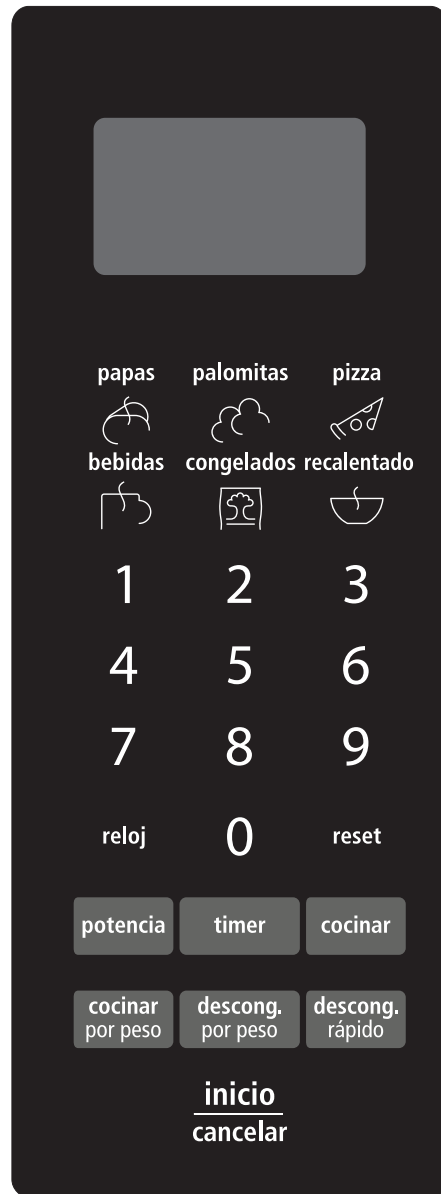 papas palomitas pizza
bebidas congelados recalentado
1 2 3
4 5 6
7 8 9
reloj 0 reset
potencia timer cocinar
cocinar descong. descong.
por peso por peso rápido
inicio
cancelar